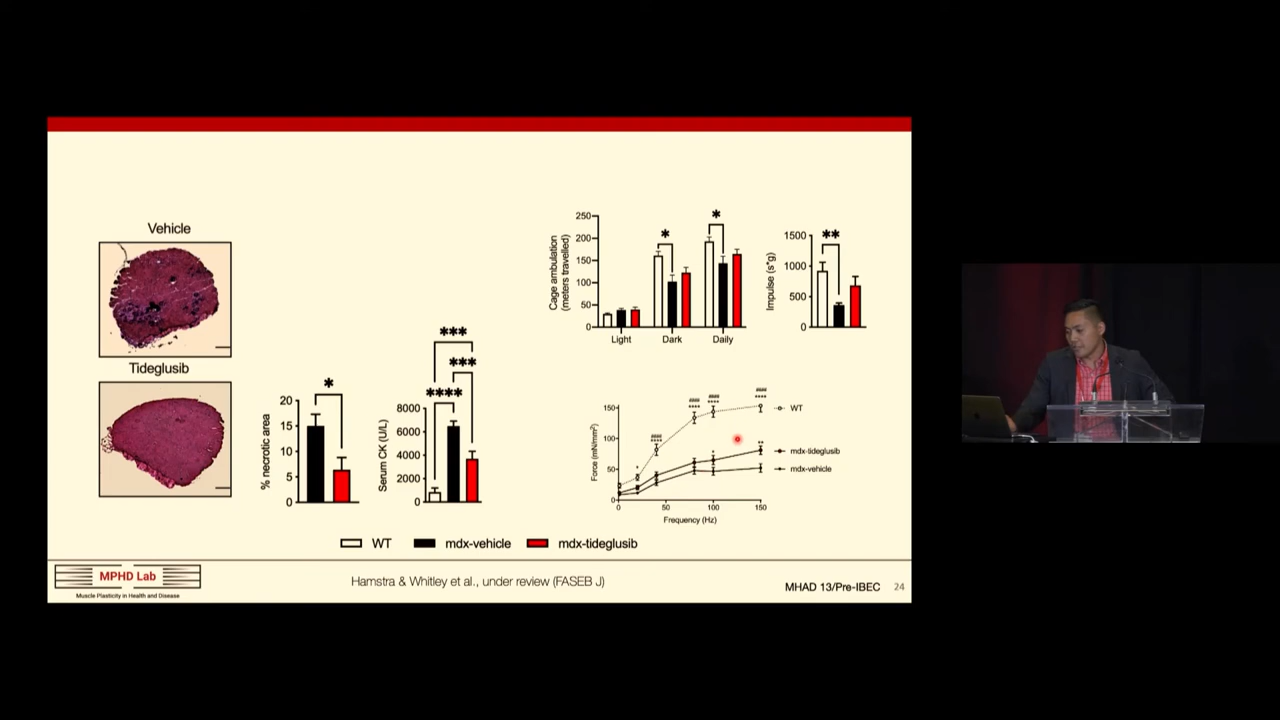 Vehicle
Tideglusib
% necrotic area
20
15
10
5
0
*
Serum CK (U/L)
8000
6000
4000
2000
0
***
***
****
Cage ambulation
(meters travelled)
250
200
150
100
50
0
*
*
Light Dark Daily
Impulse (s*g)
1500
1000
500
0
**
Force (mN/mm²)
150
100
50
0
0 50 100 150
Frequency (Hz)
*
####
****
####
****
####
****
*
####
****
**
WT
mdx-tideglusib
mdx-vehicle
WT mdx-vehicle mdx-tideglusib
MPHD Lab
Muscle Plasticity in Health and Disease
Hamstra & Whitley et al., under review (FASEB J)
MHAD 13/Pre-IBEC 24